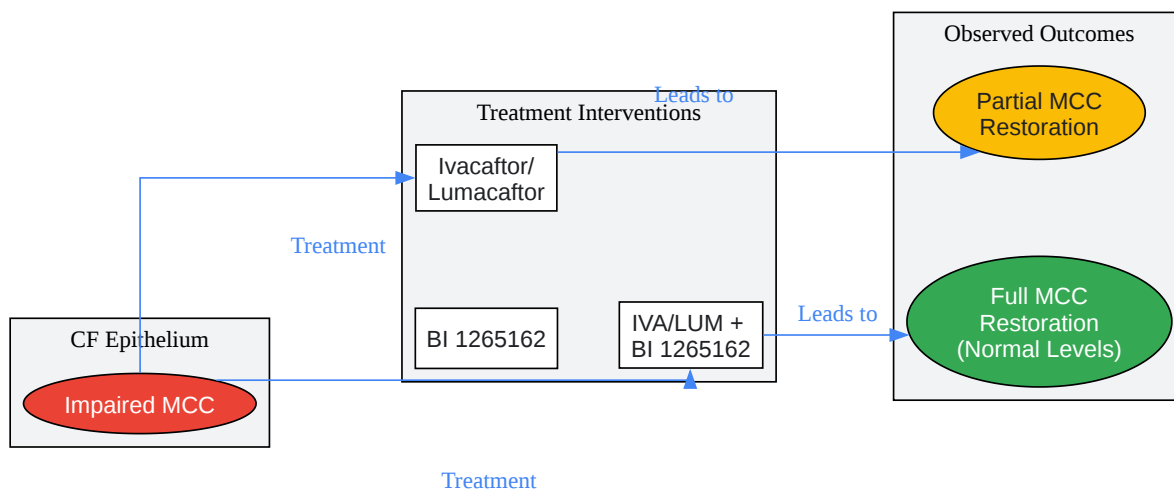 Observed Outcomes
Leads to
Partial MCC
Restoration
Treatment Interventions
Ivacaftor/
Lumacaftor
Treatment
CF Epithelium
Impaired MCC
BI 1265162
IVA/LUM +
BI 1265162
Leads to
Full MCC
Restoration
(Normal Levels)
Treatment